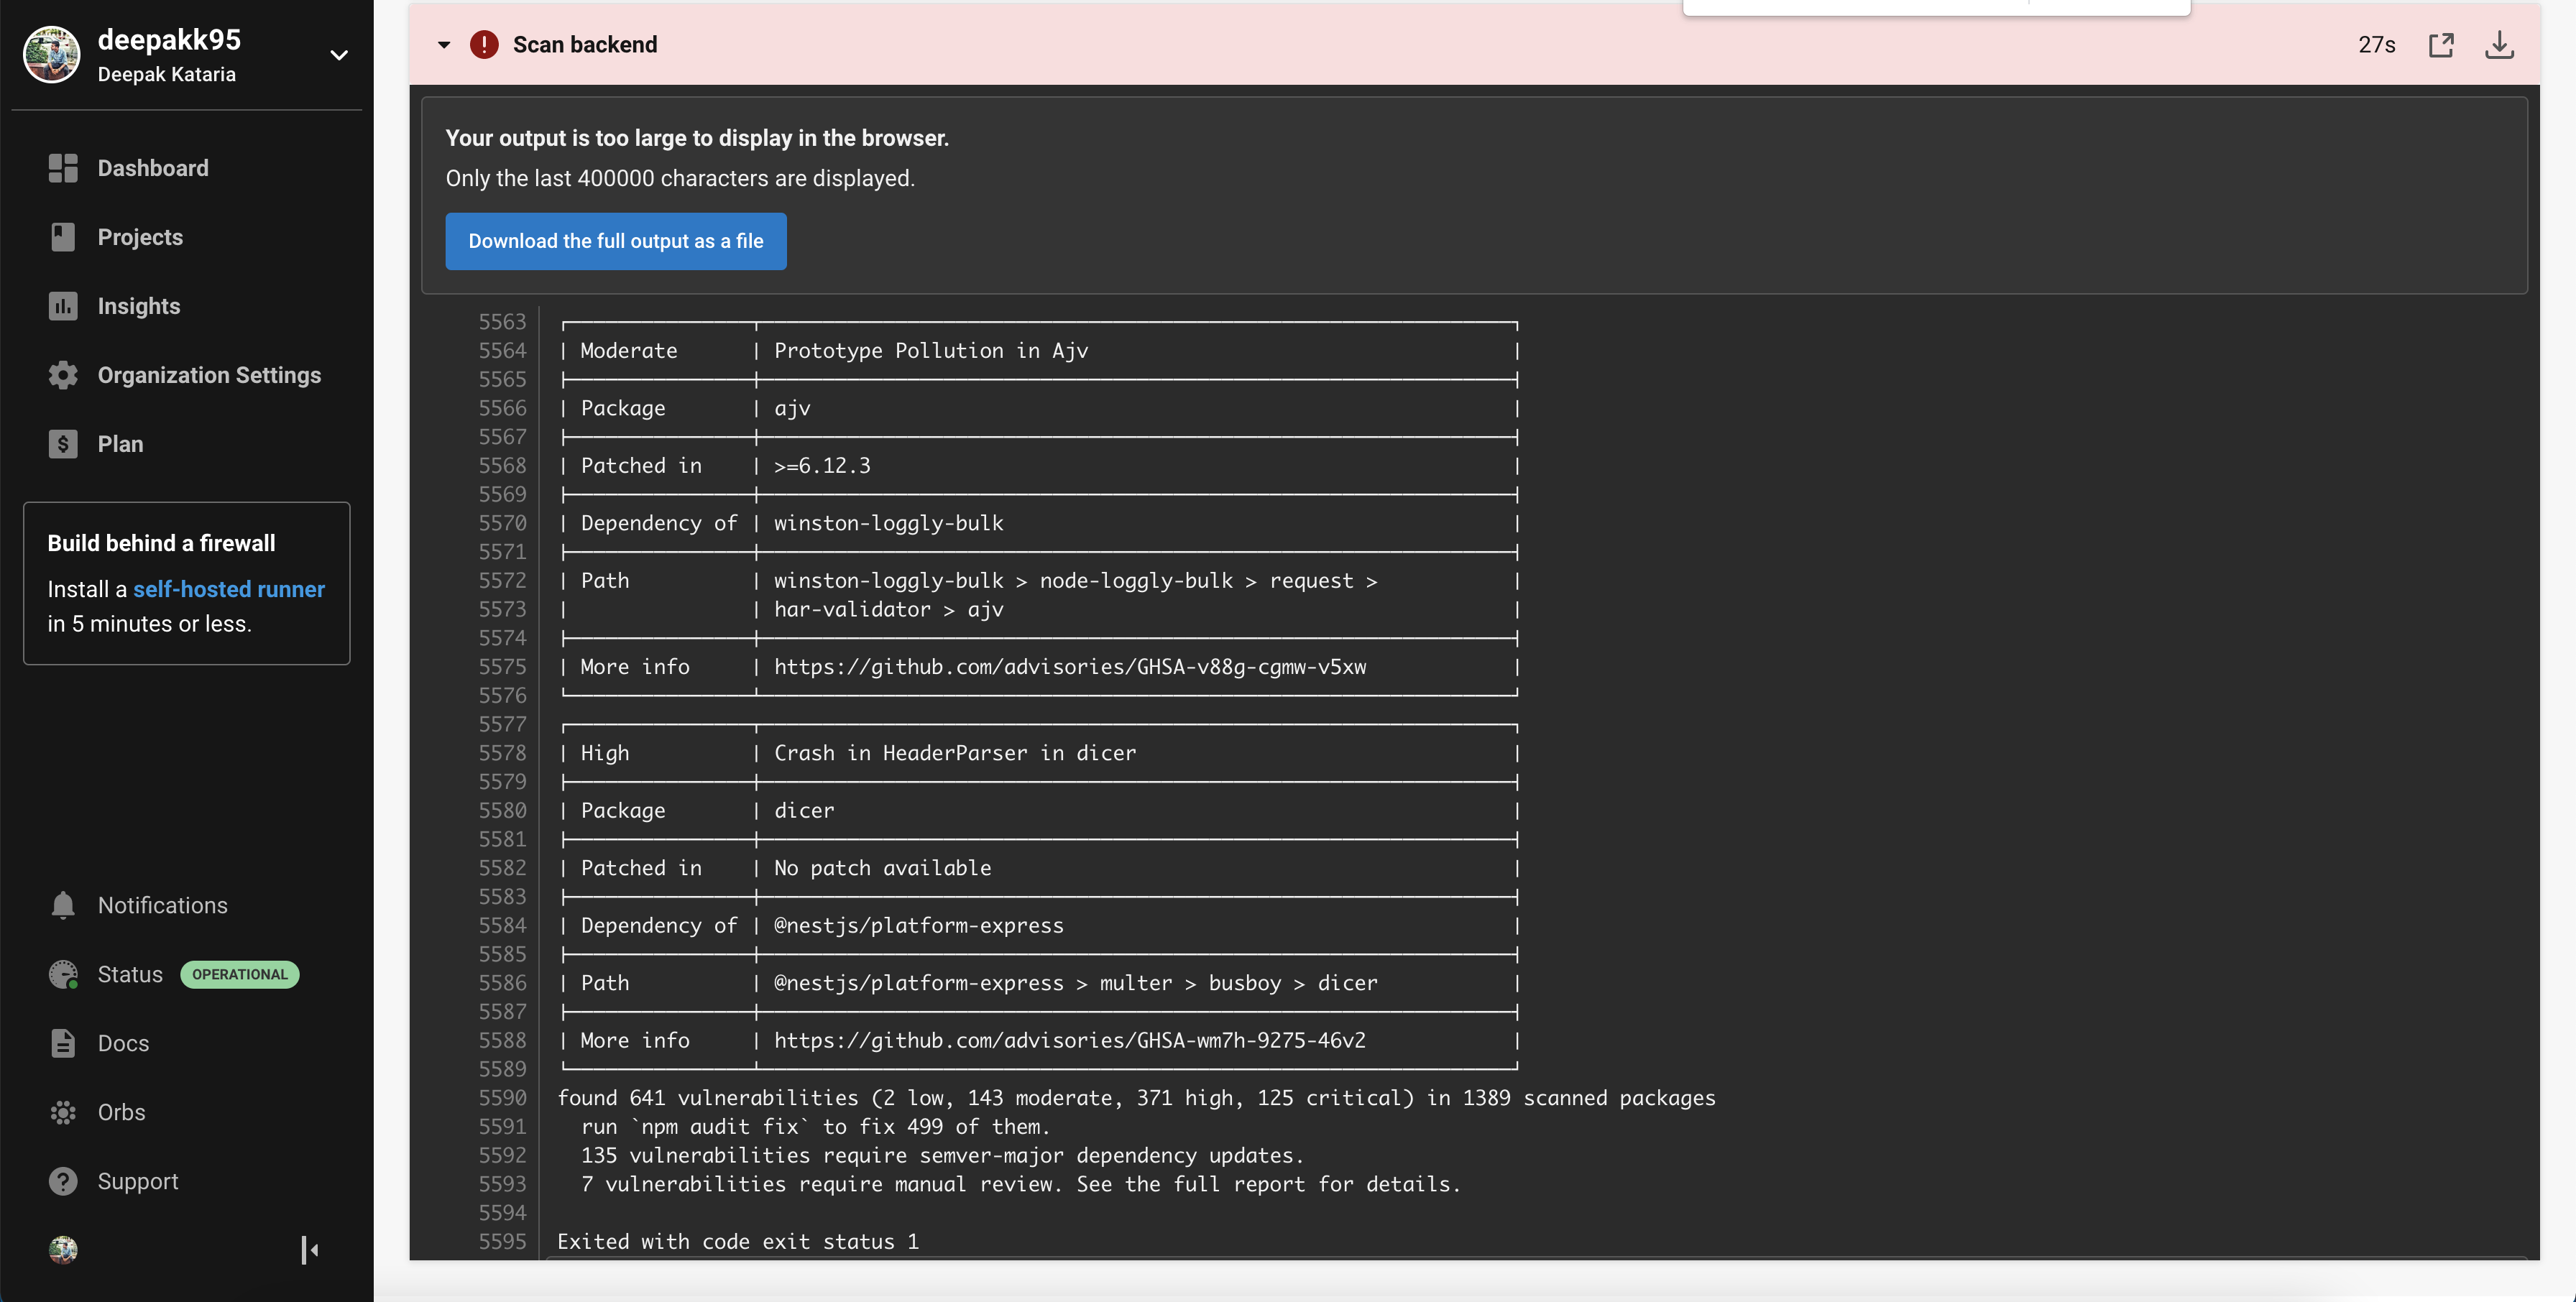 deepakk95
Deepak Kataria
Dashboard
Projects
Insights
Organization Settings
Plan
Build behind a firewall
Install a self-hosted runner
in 5 minutes or less.
Notifications
Status OPERATIONAL
Docs
Orbs
Support
Scan backend 27s
Your output is too large to display in the browser.
Only the last 400000 characters are displayed.
Download the full output as a file
5563
5564 | Moderate | Prototype Pollution in Ajv |
5565
5566 | Package | ajv |
5567
5568 | Patched in | >=6.12.3 |
5569
5570 | Dependency of | winston-loggly-bulk |
5571
5572 | Path | winston-loggly-bulk > node-loggly-bulk > request > |
5573 | | har-validator > ajv |
5574
5575 | More info | https://github.com/advisories/GHSA-v88g-cgmw-v5xw |
5576
5577
5578 | High | Crash in HeaderParser in dicer |
5579
5580 | Package | dicer |
5581
5582 | Patched in | No patch available |
5583
5584 | Dependency of | @nestjs/platform-express |
5585
5586 | Path | @nestjs/platform-express > multer > busboy > dicer |
5587
5588 | More info | https://github.com/advisories/GHSA-wm7h-9275-46v2 |
5589
5590 found 641 vulnerabilities (2 low, 143 moderate, 371 high, 125 critical) in 1389 scanned packages
5591 run `npm audit fix` to fix 499 of them.
5592 135 vulnerabilities require semver-major dependency updates.
5593 7 vulnerabilities require manual review. See the full report for details.
5594
5595 Exited with code exit status 1